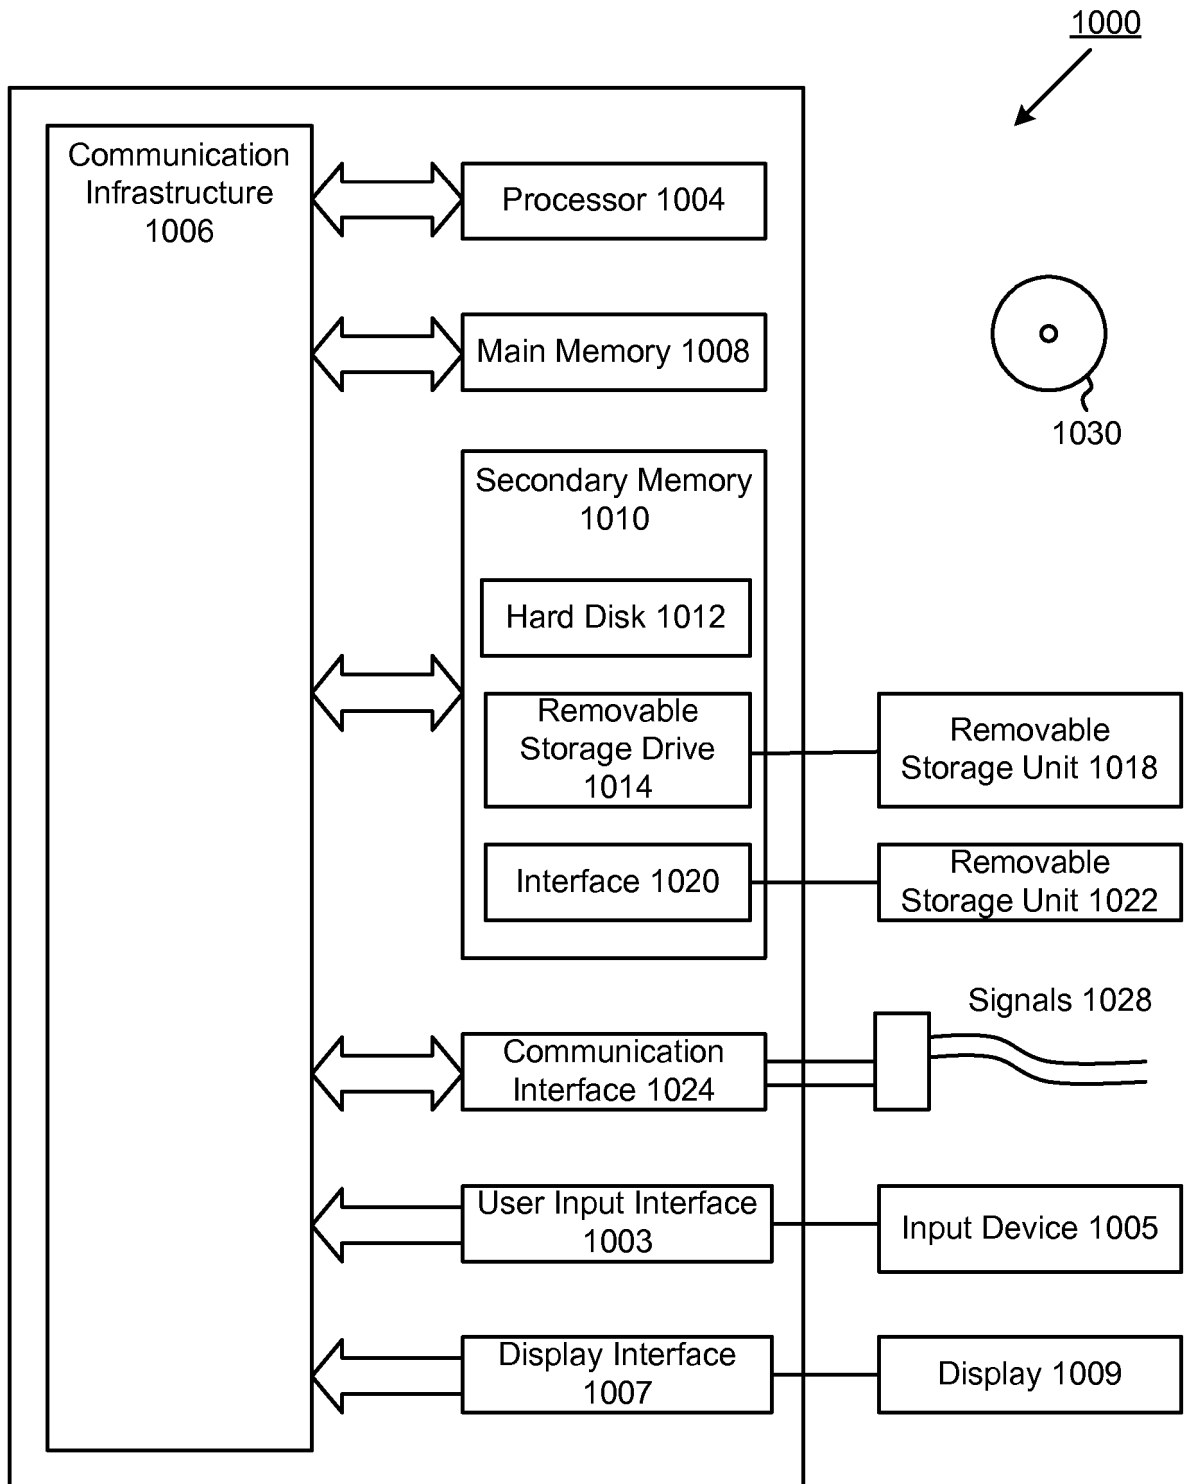 1000
Communication
Infrastructure
1006
Processor 1004
Main Memory 1008
1030
Secondary Memory
1010
Hard Disk 1012
Removable
Storage Drive
1014
Removable
Storage Unit 1018
Interface 1020
Removable
Storage Unit 1022
Signals 1028
Communication
Interface 1024
User Input Interface
1003
Input Device 1005
Display Interface
1007
Display 1009